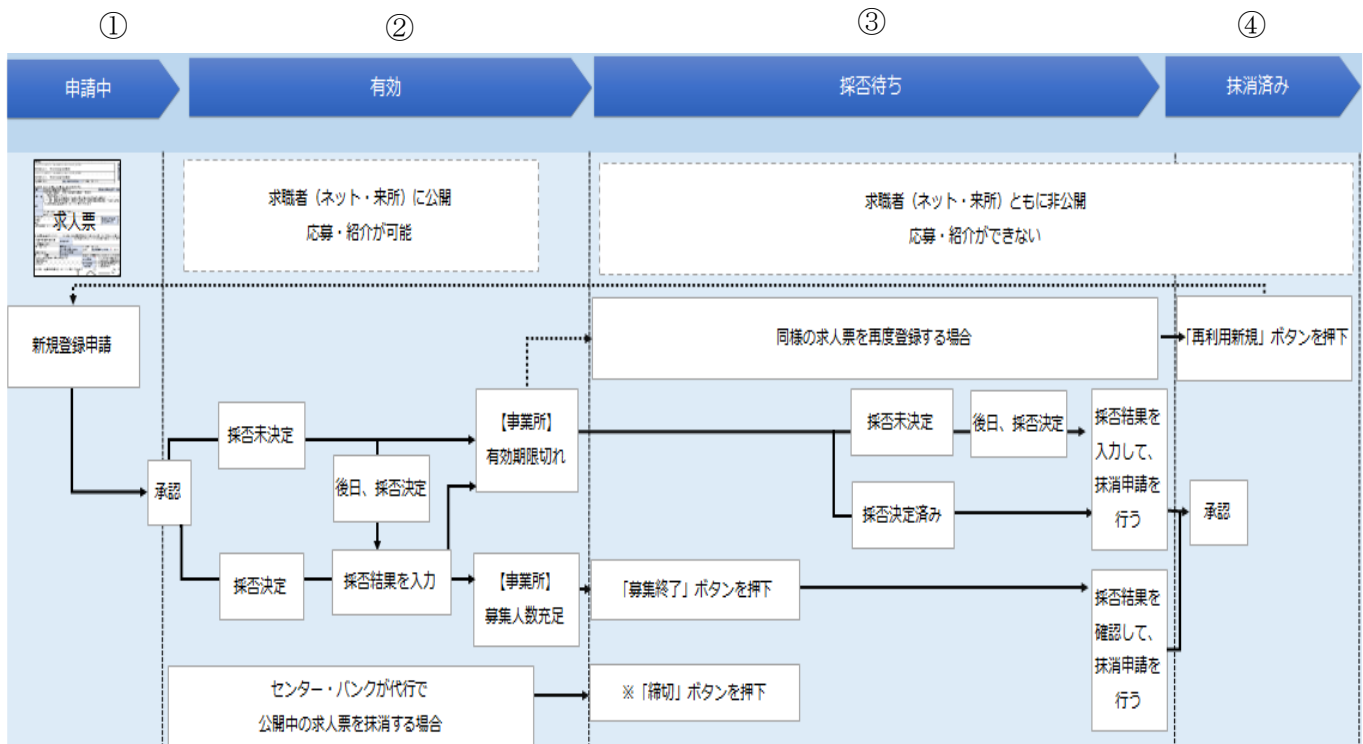 ①
②
③
④
申請中
有効
採否待ち
抹消済み
求人票
求職者（ネット・来所）に公開
応募・紹介が可能
求職者（ネット・来所）ともに非公開
応募・紹介ができない
新規登録申請
同様の求人票を再度登録する場合
「再利用新規」ボタンを押下
承認
採否未決定
後日、採否決定
【事業所】
有効期限切れ
採否未決定
後日、採否決定
採否決定済み
採否結果を
入力して、
抹消申請を
行う
承認
採否決定
採否結果を入力
【事業所】
募集人数充足
「募集終了」ボタンを押下
採否結果を
確認して、
抹消申請を
行う
センター・バンクが代行で
公開中の求人票を抹消する場合
※「締切」ボタンを押下